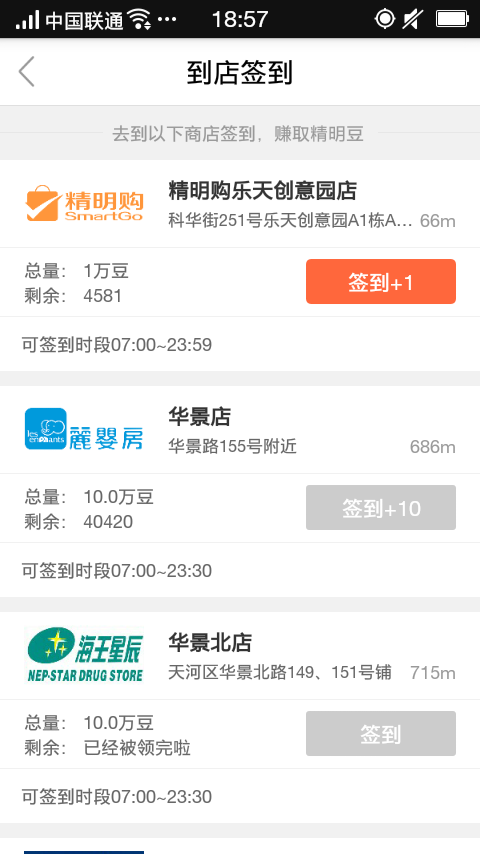 中国联通 18:57
到店签到
去到以下商店签到，赚取精明豆
精明购
SmartGo
精明购乐天创意园店
科华街251号乐天创意园A1栋A... 66m
总量： 1万豆
剩余： 4581
签到+1
可签到时段07:00~23:59
les enphants
麗嬰房
华景店
华景路155号附近 686m
总量： 10.0万豆
剩余： 40420
签到+10
可签到时段07:00~23:30
海王星辰
NEP-STAR DRUG STORE
华景北店
天河区华景北路149、151号铺 715m
总量： 10.0万豆
剩余： 已经被领完啦
签到
可签到时段07:00~23:30